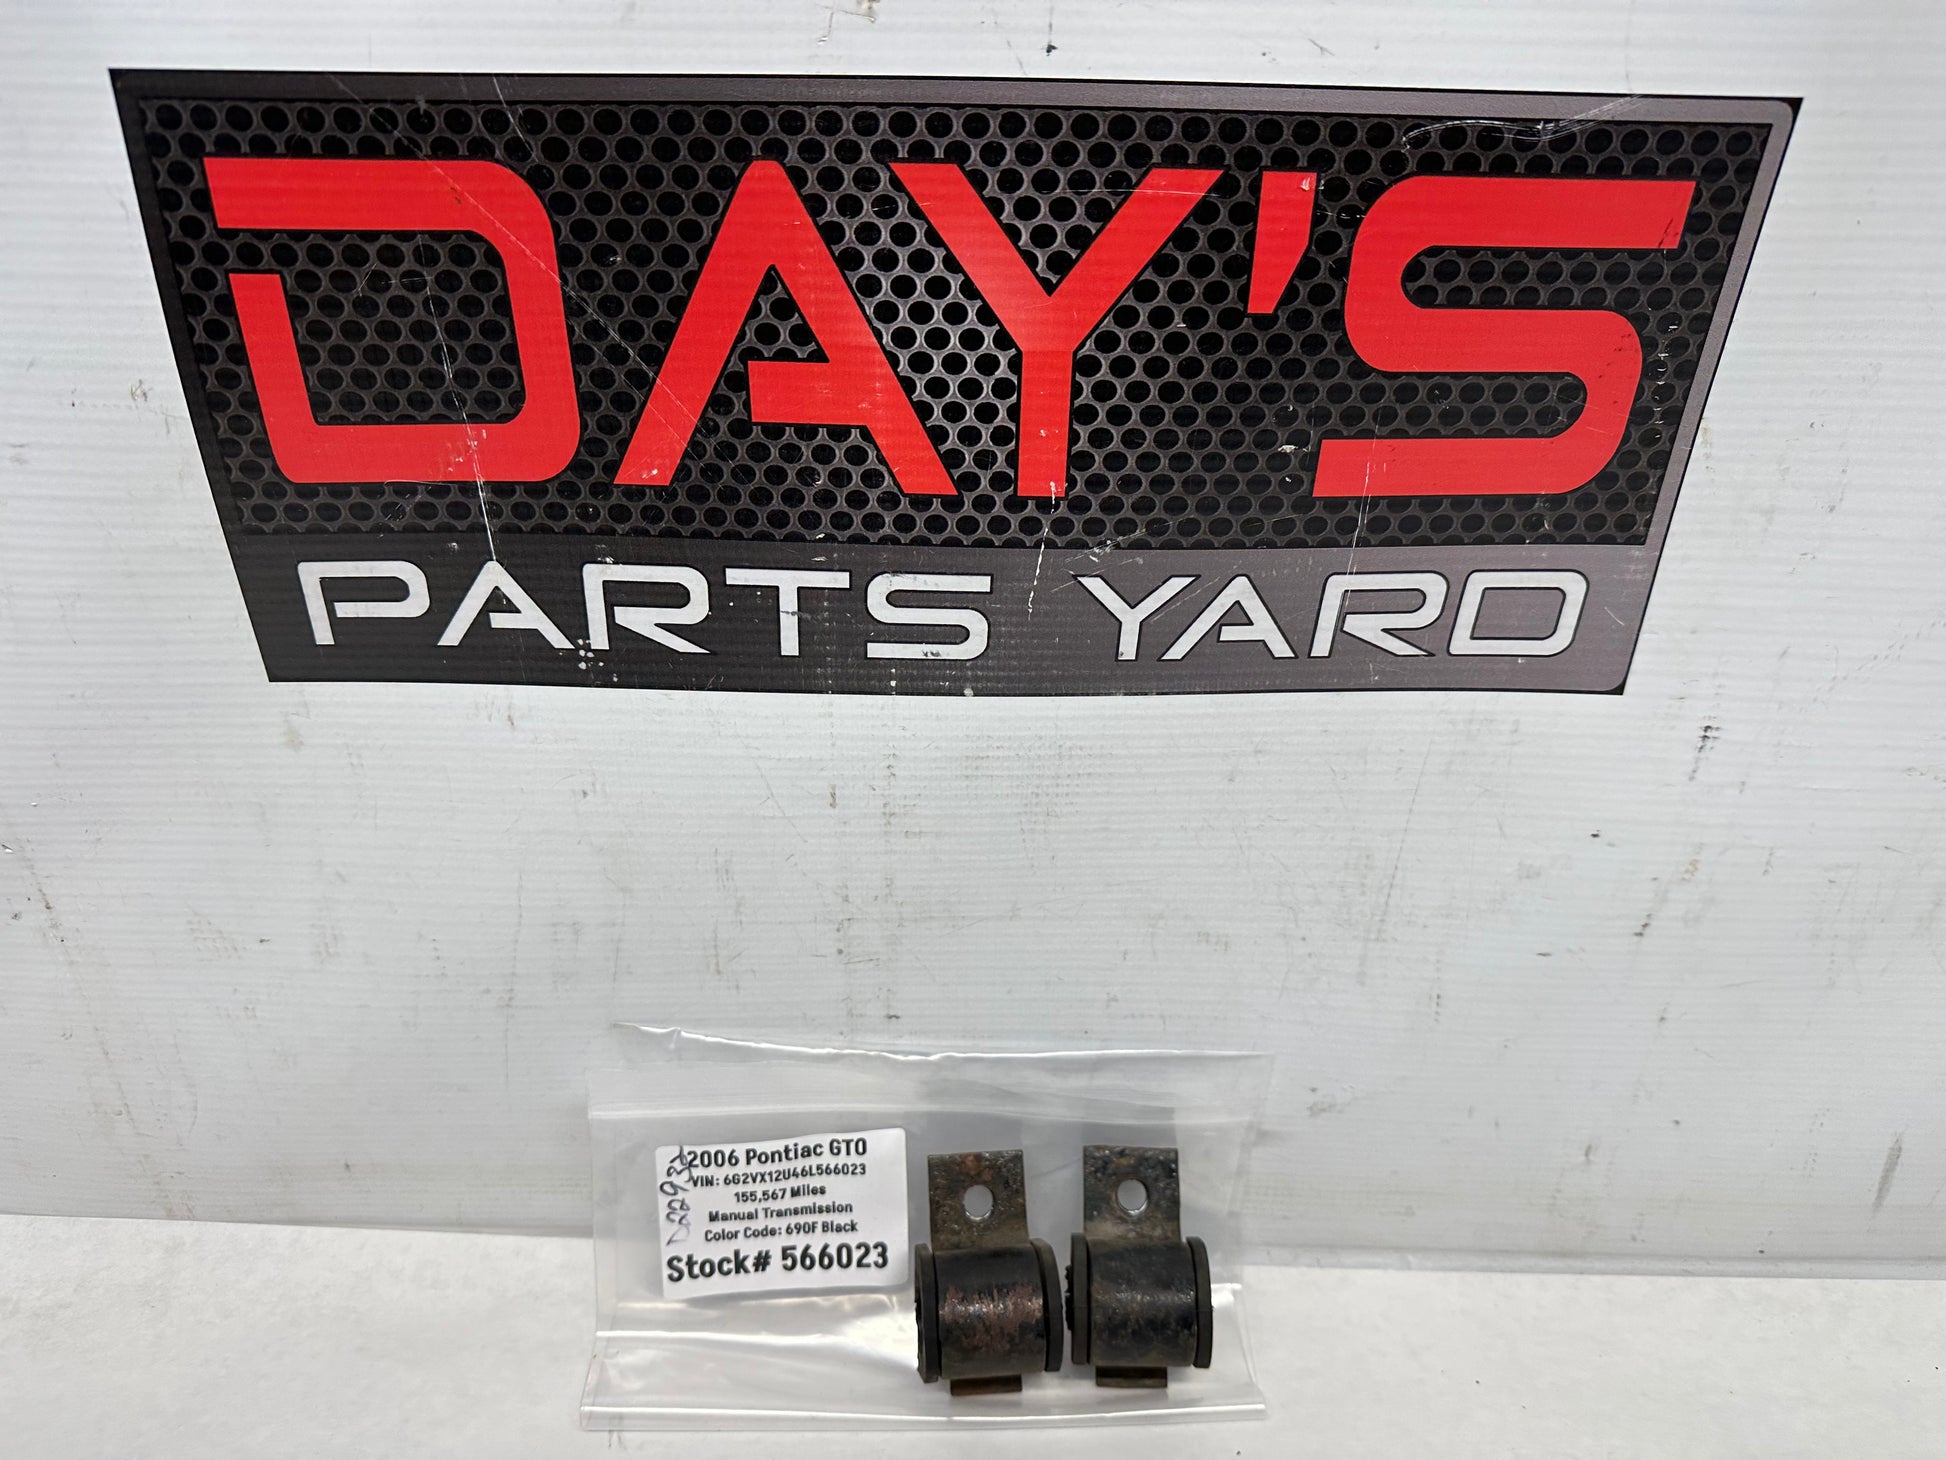 DAY'S
PARTS YARD
2006 Pontiac GTO
VIN: 6G2VX12U46L566023
155,567 Miles
Manual Transmission
Color Code: 690F Black
Stock# 566023